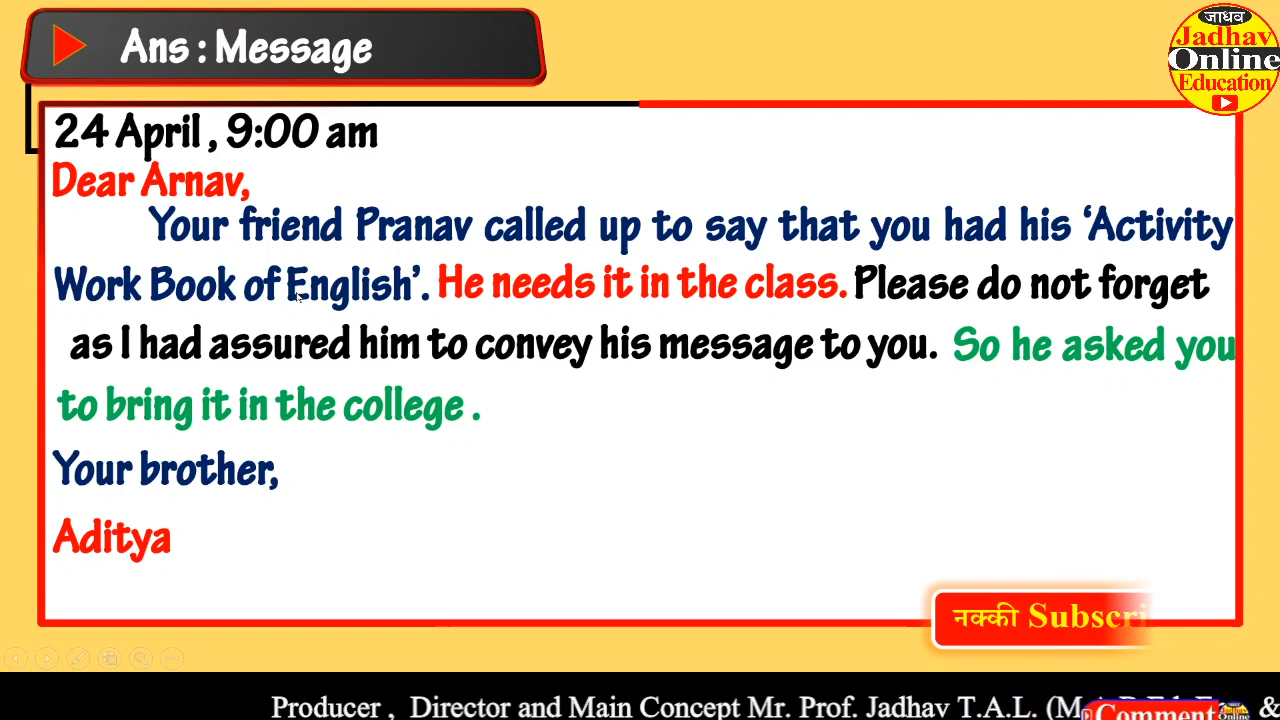 Ans : Message
जाधव
Jadhav
Online
Education
24 April , 9:00 am
Dear Arnav,
Your friend Pranav called up to say that you had his ‘Activity
Work Book of English’. He needs it in the class. Please do not forget
as I had assured him to convey his message to you. So he asked you
to bring it in the college .
Your brother,
Aditya
नक्की Subscri
Producer , Director and Main Concept Mr. Prof. Jadhav T.A.L. &
Comment
Online